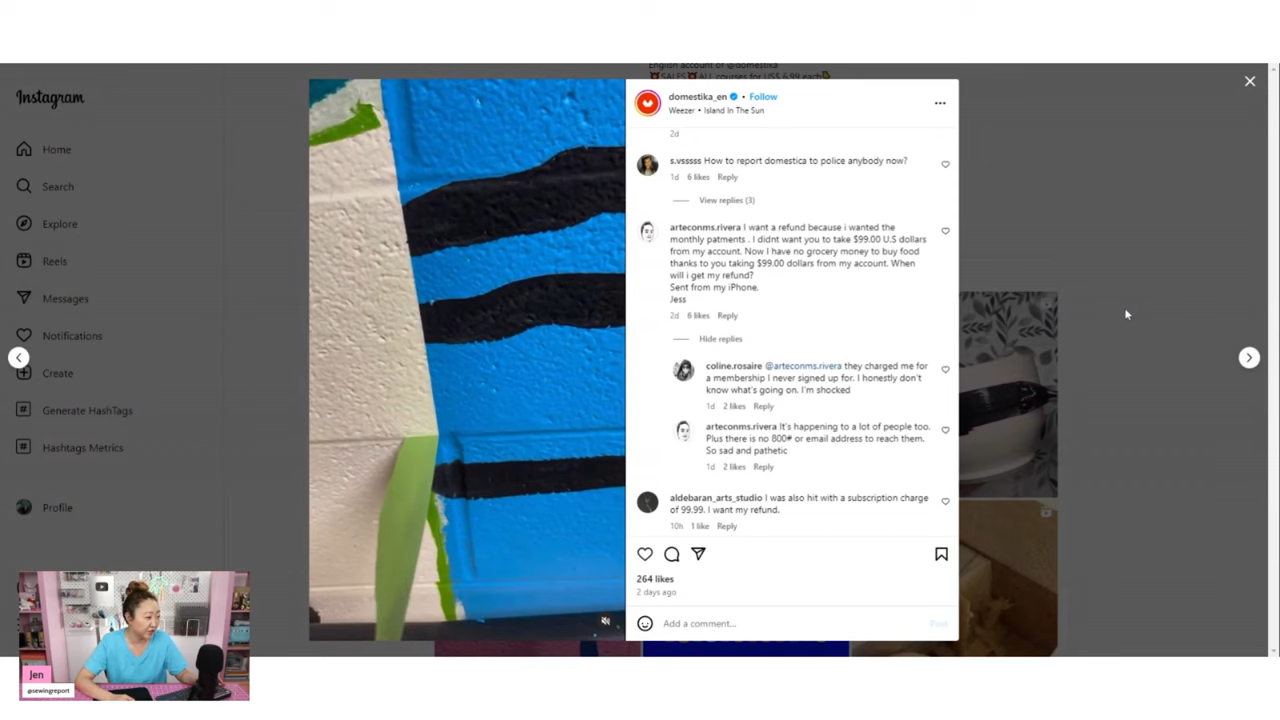 English account of @domestika
💥SALES💥ALL courses for US$ 6.99 each👇
Instagram
Home
Search
Explore
Reels
Messages
Notifications
Create
Generate HashTags
Hashtags Metrics
Profile
domestika_en • Follow
Weezer • Island In The Sun
2d
s.vsssss How to report domestica to police anybody now?
1d 6 likes Reply
View replies (3)
arteconms.rivera I want a refund because i wanted the
monthly patments . I didnt want you to take $99.00 U.S dollars
from my account. Now I have no grocery money to buy food
thanks to you taking $99.00 dollars from my account. When
will i get my refund?
Sent from my iPhone.
Jess
2d 6 likes Reply
Hide replies
coline.rosaire @arteconms.rivera they charged me for
a membership I never signed up for. I honestly don't
know what's going on. I'm shocked
1d 2 likes Reply
arteconms.rivera It's happening to a lot of people too.
Plus there is no 800# or email address to reach them.
So sad and pathetic
1d 2 likes Reply
aldebaran_arts_studio I was also hit with a subscription charge
of 99.99. I want my refund.
10h 1 like Reply
264 likes
2 days ago
Add a comment...
Post
Jen
@sewingreport